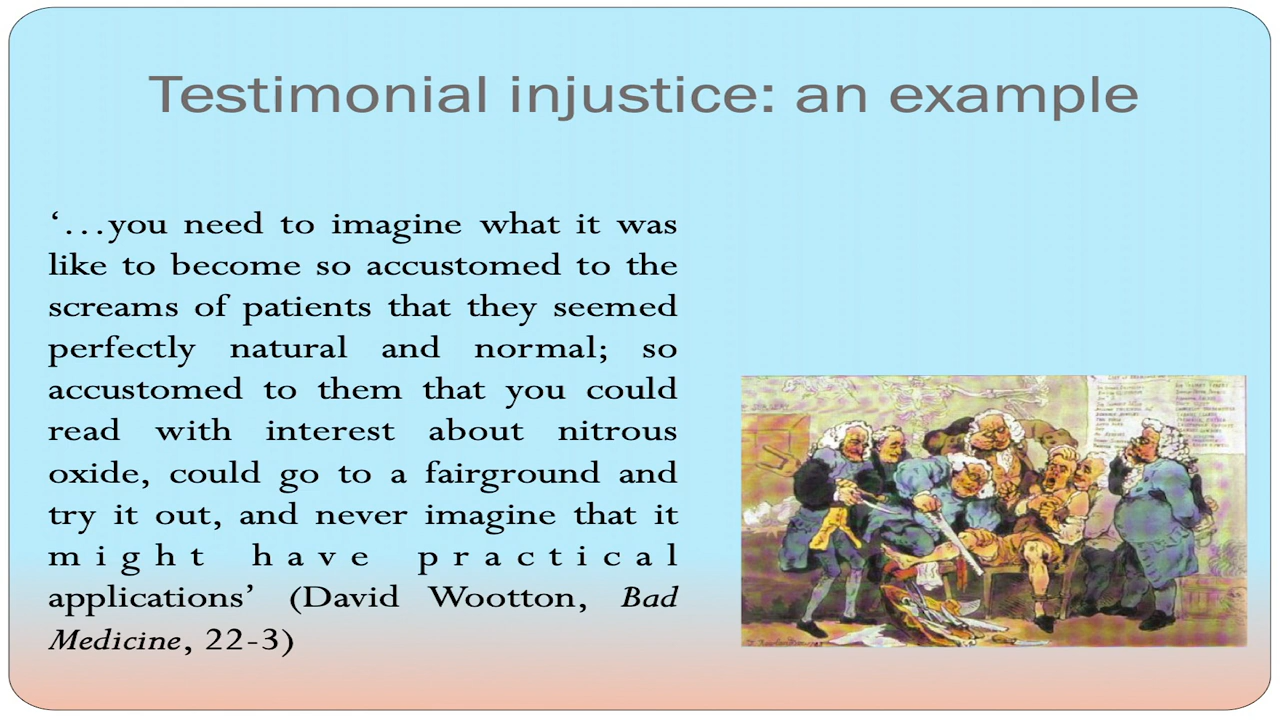 Testimonial injustice: an example
‘…you need to imagine what it was
like to become so accustomed to the
screams of patients that they seemed
perfectly natural and normal; so
accustomed to them that you could
read with interest about nitrous
oxide, could go to a fairground and
try it out, and never imagine that it
might have practical
applications’ (David Wootton, Bad
Medicine, 22-3)